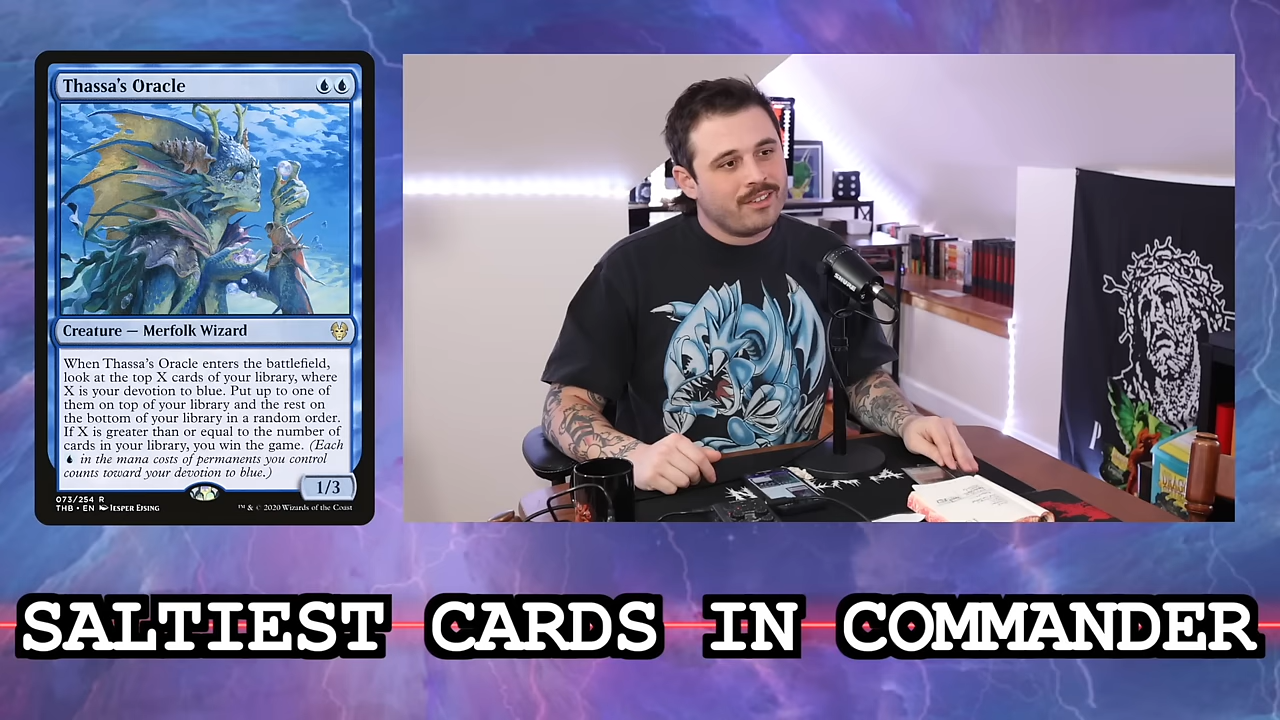 Thassa's Oracle
Creature — Merfolk Wizard
When Thassa's Oracle enters the battlefield,
look at the top X cards of your library, where
X is your devotion to blue. Put up to one of
them on top of your library and the rest on
the bottom of your library in a random order.
If X is greater than or equal to the number of
cards in your library, you win the game. (Each
in the mana costs of permanents you control
counts toward your devotion to blue.)
1/3
073/254 R
THB • EN JESPER EISING
™ & © 2020 Wizards of the Coast
SHURE
SALTIEST CARDS IN COMMANDER